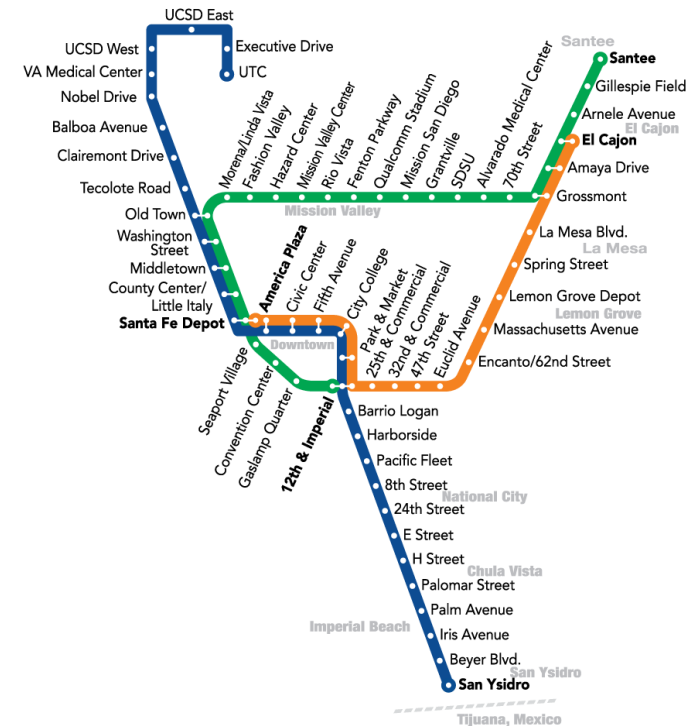 UCSD East
UCSD West
Executive Drive
VA Medical Center
UTC
Nobel Drive
Balboa Avenue
Clairemont Drive
Tecolote Road
Old Town
Washington
Street
Middletown
County Center/
Little Italy
Santa Fe Depot
America Plaza
Civic Center
Fifth Avenue
City College
Downtown
Park & Market
25th & Commercial
32nd & Commercial
47th Street
Euclid Avenue
Morena/Linda Vista
Fashion Valley
Hazard Center
Mission Valley Center
Rio Vista
Fenton Parkway
Qualcomm Stadium
Mission San Diego
Grantville
SDSU
Alvarado Medical Center
70th Street
Mission Valley
Santee
Santee
Gillespie Field
Arnele Avenue
El Cajon
El Cajon
Amaya Drive
Grossmont
La Mesa Blvd.
La Mesa
Spring Street
Lemon Grove Depot
Lemon Grove
Massachusetts Avenue
Encanto/62nd Street
Seaport Village
Convention Center
Gaslamp Quarter
12th & Imperial
Barrio Logan
Harborside
Pacific Fleet
8th Street
National City
24th Street
E Street
H Street
Chula Vista
Palomar Street
Palm Avenue
Imperial Beach
Iris Avenue
Beyer Blvd.
San Ysidro
San Ysidro
Tijuana, Mexico